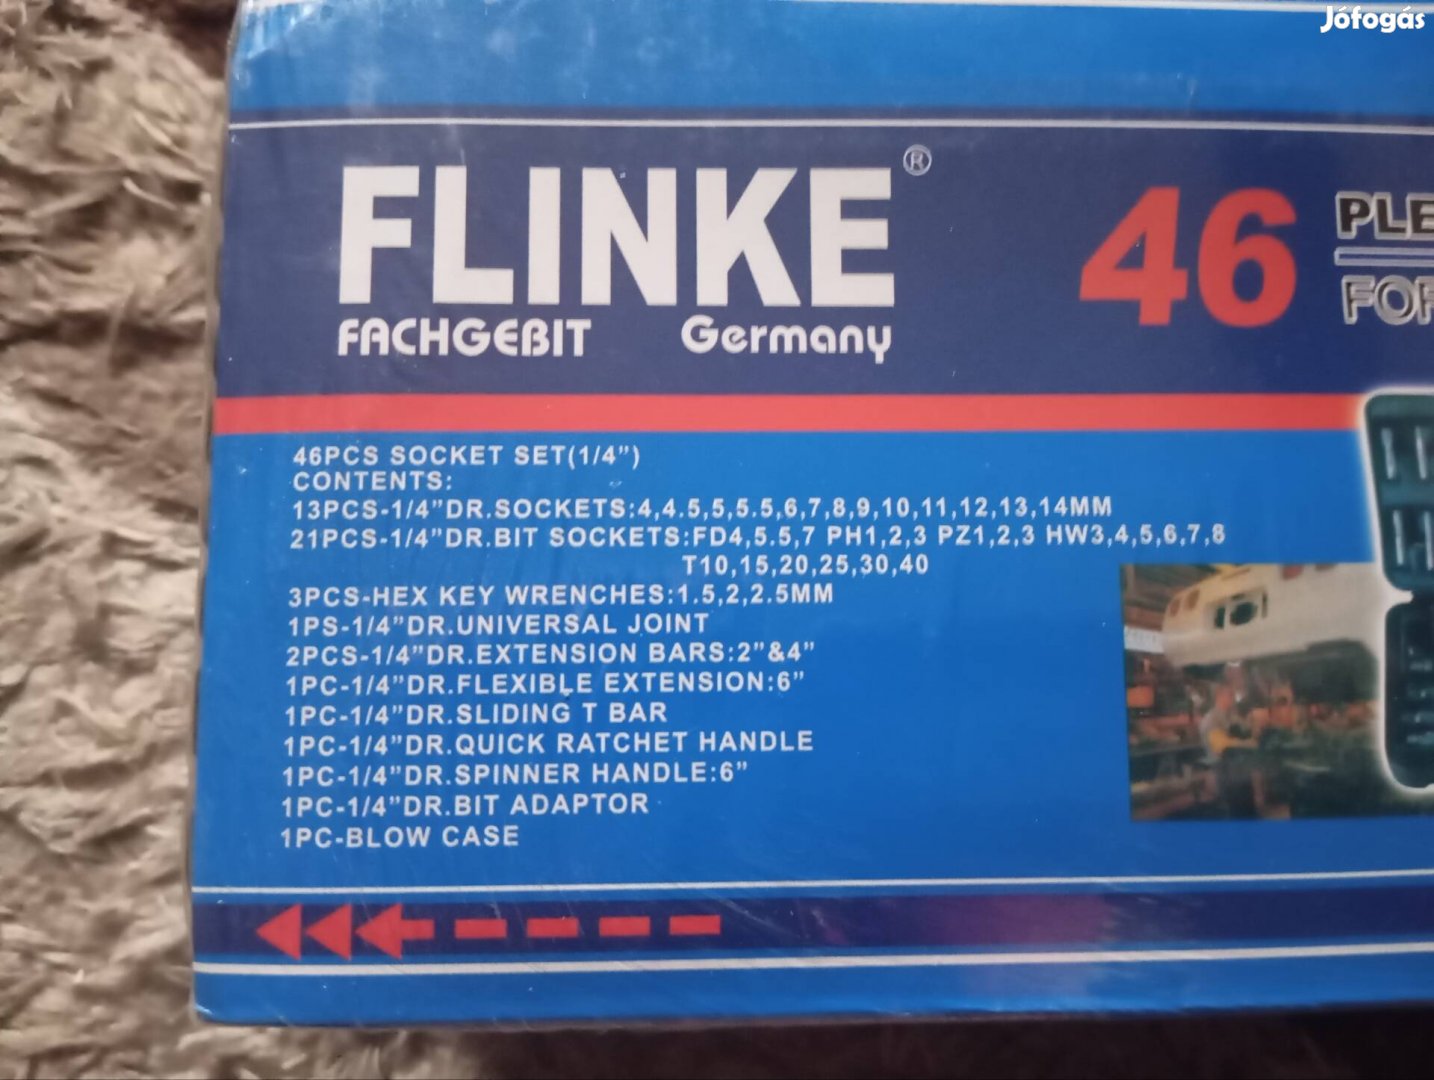 Jófogás
FLINKE®
FACHGEBIT Germany
46
46PCS SOCKET SET(1/4”)
CONTENTS:
13PCS-1/4”DR.SOCKETS:4,4.5,5,5.5,6,7,8,9,10,11,12,13,14MM
21PCS-1/4”DR.BIT SOCKETS:FD4,5.5,7 PH1,2,3 PZ1,2,3 HW3,4,5,6,7,8
T10,15,20,25,30,40
3PCS-HEX KEY WRENCHES:1.5,2,2.5MM
1PS-1/4”DR.UNIVERSAL JOINT
2PCS-1/4”DR.EXTENSION BARS:2”&4”
1PC-1/4”DR.FLEXIBLE EXTENSION:6”
1PC-1/4”DR.SLIDING T BAR
1PC-1/4”DR.QUICK RATCHET HANDLE
1PC-1/4”DR.SPINNER HANDLE:6”
1PC-1/4”DR.BIT ADAPTOR
1PC-BLOW CASE